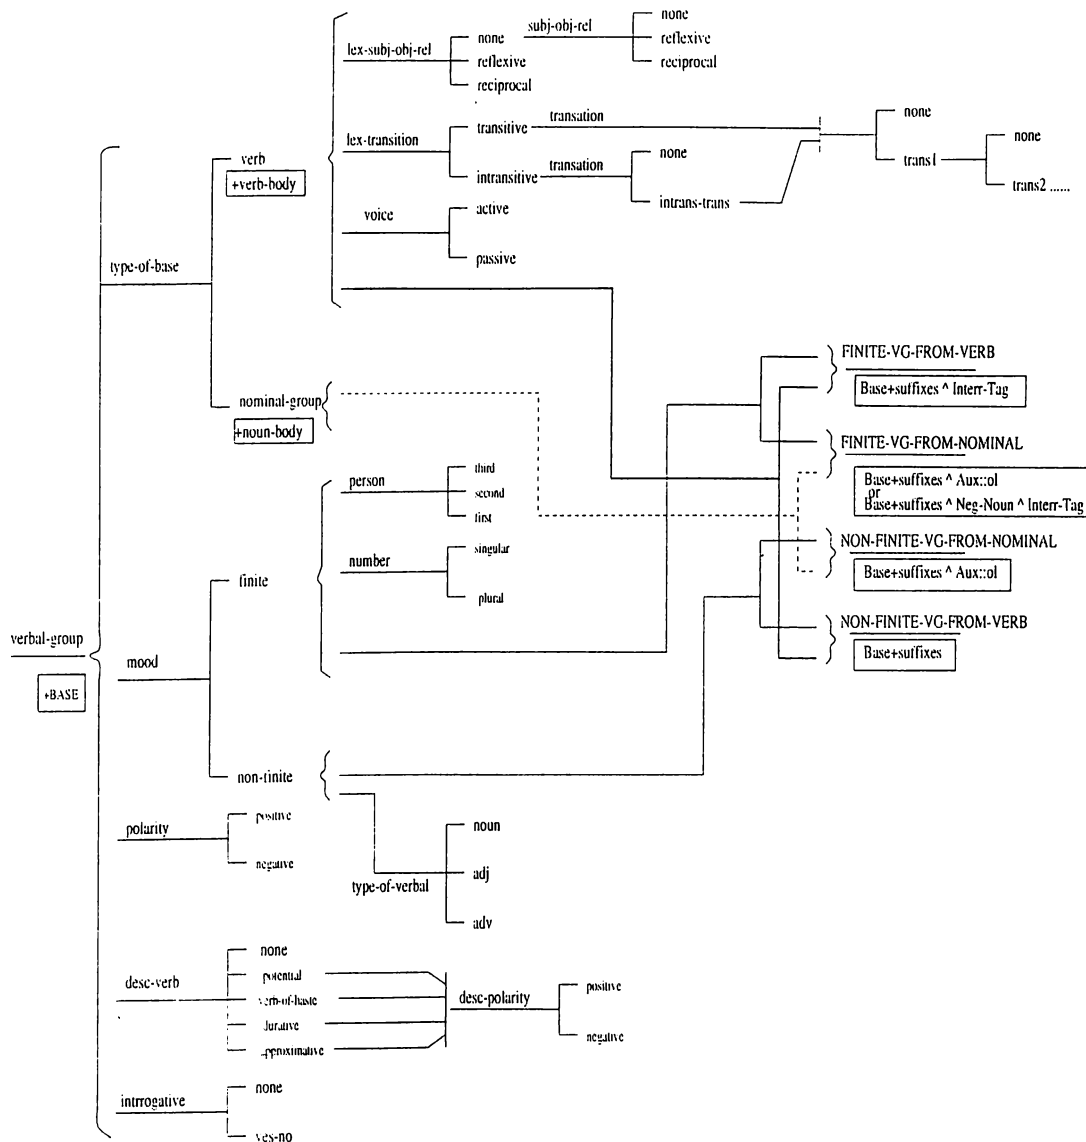 none
subj-obj-rel
reflexive
reciprocal
lex-subj-obj-rel
none
reflexive
reciprocal
lex-transition
transitive
transation
none
trans1
none
trans2 ......
intransitive
transation
none
intrans-trans
voice
active
passive
verb
+verb-body
type-of-base
nominal-group
+noun-body
FINITE-VG-FROM-VERB
Base+suffixes ^ Interr-Tag
FINITE-VG-FROM-NOMINAL
Base+suffixes ^ Aux::ol
or
Base+suffixes ^ Neg-Noun ^ Interr-Tag
NON-FINITE-VG-FROM-NOMINAL
Base+suffixes ^ Aux::ol
NON-FINITE-VG-FROM-VERB
Base+suffixes
person
third
second
first
number
singular
plural
finite
verbal-group
+BASE
mood
non-finite
type-of-verbal
noun
adj
adv
polarity
positive
negative
desc-verb
none
potential
verb-of-haste
durative
approximative
desc-polarity
positive
negative
intrrogative
none
yes-no